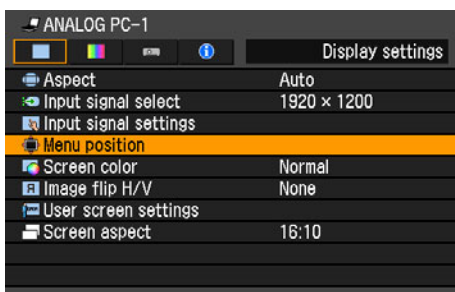 ANALOG PC-1
Display settings
Aspect Auto
Input signal select 1920 × 1200
Input signal settings
Menu position
Screen color Normal
Image flip H/V None
User screen settings
Screen aspect 16:10